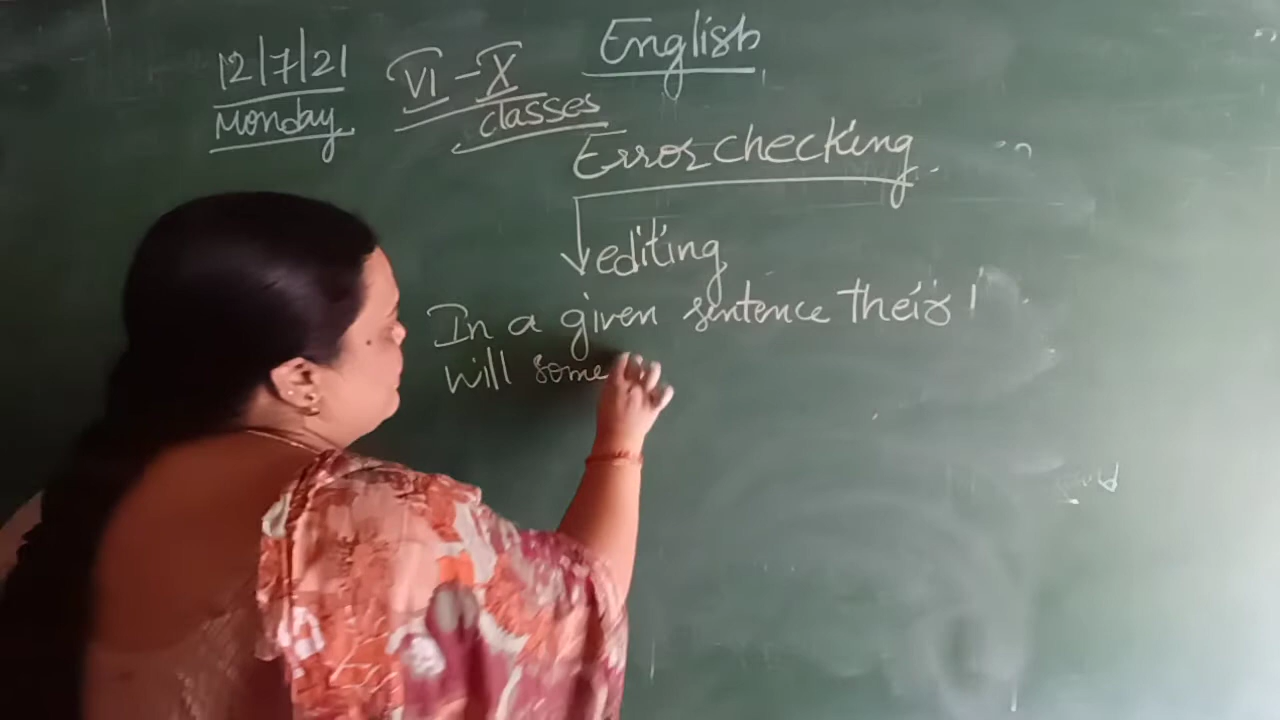 12/7/21
Monday
VI - X
classes
English
Error checking
editing
In a given sentence their
will some